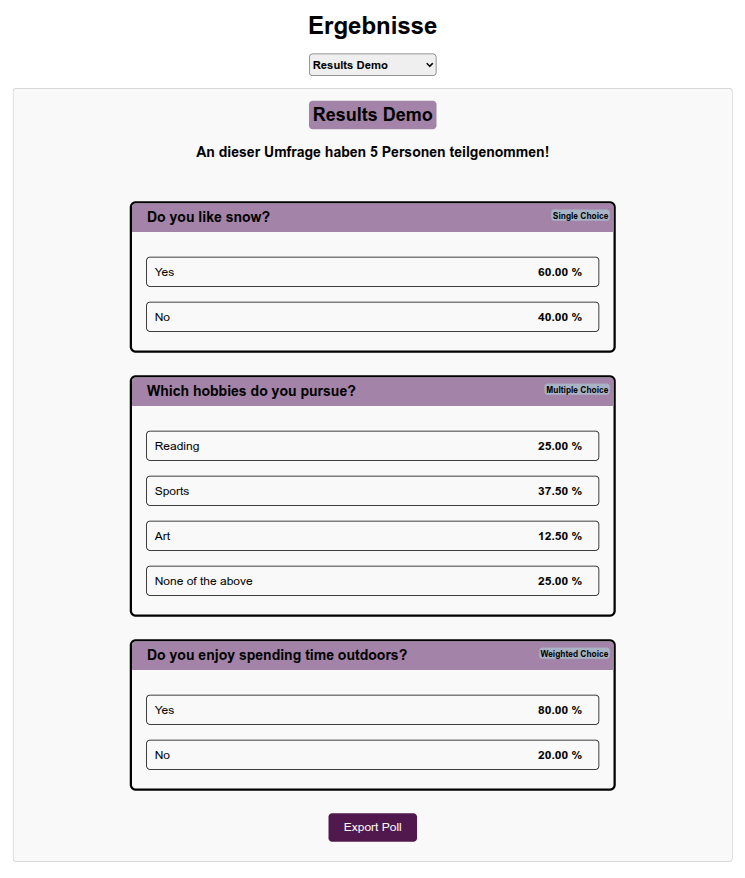 Ergebnisse
Results Demo
Results Demo
An dieser Umfrage haben 5 Personen teilgenommen!
Do you like snow? Single Choice
Yes 60.00 %
No 40.00 %
Which hobbies do you pursue? Multiple Choice
Reading 25.00 %
Sports 37.50 %
Art 12.50 %
None of the above 25.00 %
Do you enjoy spending time outdoors? Weighted Choice
Yes 80.00 %
No 20.00 %
Export Poll